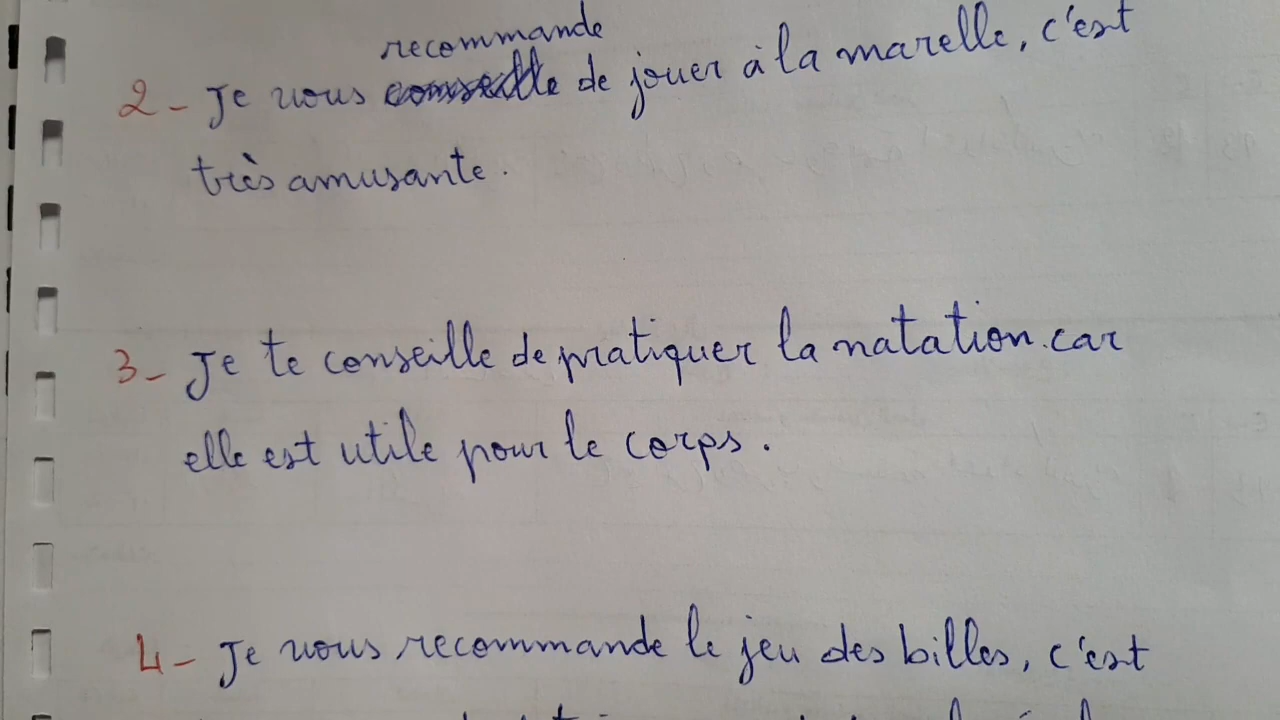 recommande
2 - Je vous conseille de jouer à la marelle, c'est
très amusante.
3 - Je te conseille de pratiquer la natation. car
elle est utile pour le corps.
4 - Je vous recommande le jeu des billes, c'est